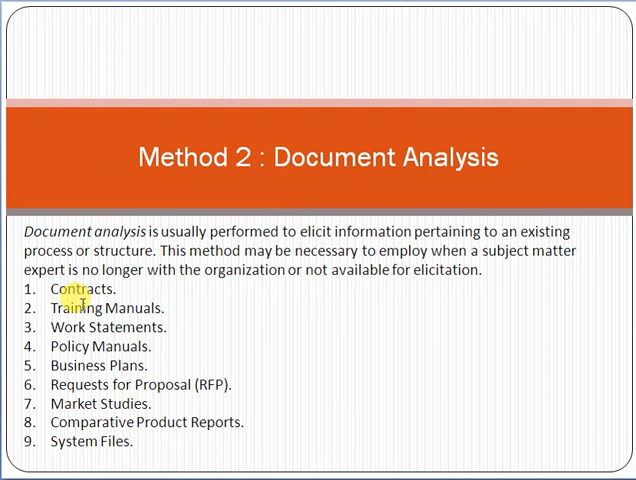 Method 2 : Document Analysis
Document analysis is usually performed to elicit information pertaining to an existing
process or structure. This method may be necessary to employ when a subject matter
expert is no longer with the organization or not available for elicitation.
1. Contracts.
2. Training Manuals.
3. Work Statements.
4. Policy Manuals.
5. Business Plans.
6. Requests for Proposal (RFP).
7. Market Studies.
8. Comparative Product Reports.
9. System Files.